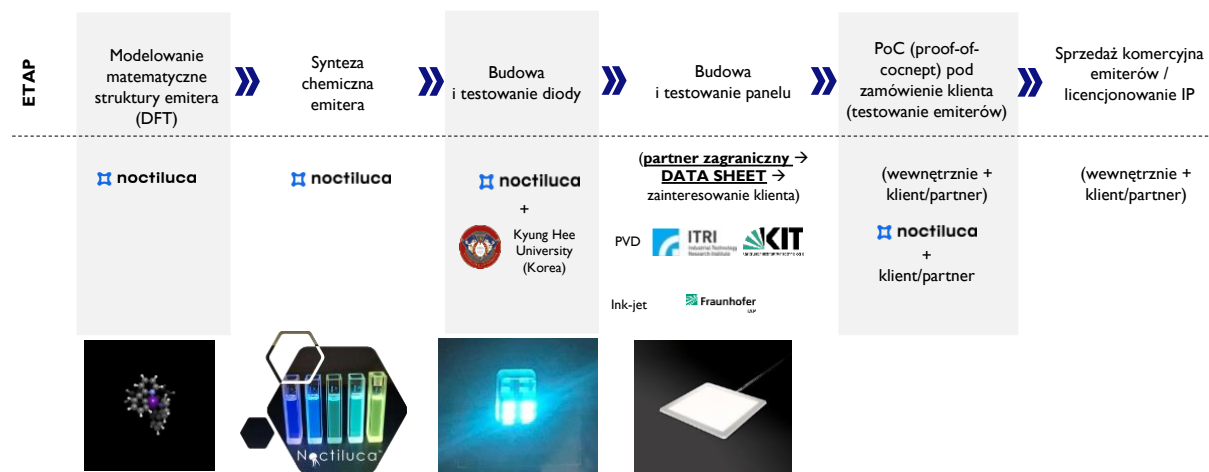 ETAP
Modelowanie
matematyczne
struktury emitera
(DFT)
Synteza
chemiczna
emitera
Budowa
i testowanie diody
Budowa
i testowanie panelu
PoC (proof-of-
cocnept) pod
zamówienie klienta
(testowanie emiterów)
Sprzedaż komercyjna
emiterów /
licencjonowanie IP
noctiluca
noctiluca
noctiluca
+
Kyung Hee
University
(Korea)
(partner zagraniczny →
DATA SHEET →
zainteresowanie klienta)
PVD
ITRI
Industrial Technology
Research Institute
KIT
Ink-jet
Fraunhofer
IAP
(wewnętrznie +
klient/partner)
noctiluca
+
klient/partner
(wewnętrznie +
klient/partner)
Noctiluca